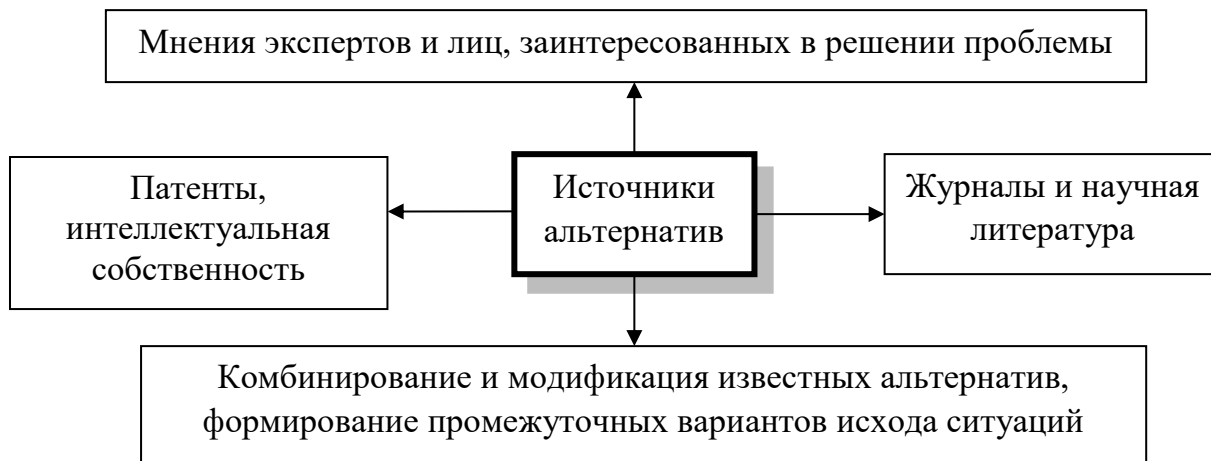 Мнения экспертов и лиц, заинтересованных в решении проблемы
Патенты,
интеллектуальная
собственность
Источники
альтернатив
Журналы и научная
литература
Комбинирование и модификация известных альтернатив,
формирование промежуточных вариантов исхода ситуаций